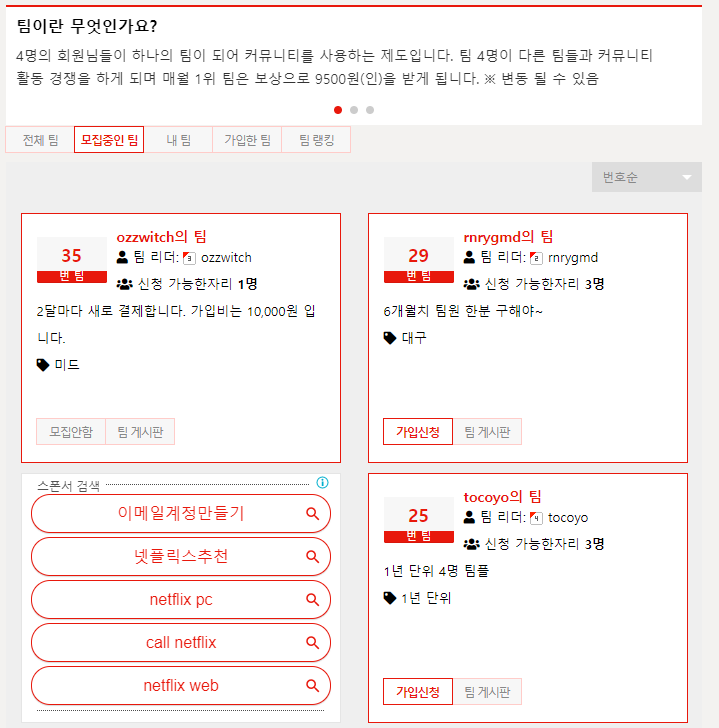 팀이란 무엇인가요?
4명의 회원님들이 하나의 팀이 되어 커뮤니티를 사용하는 제도입니다. 팀 4명이 다른 팀들과 커뮤니티
활동 경쟁을 하게 되며 매월 1위 팀은 보상으로 9500원(인)을 받게 됩니다. ※ 변동 될 수 있음
전체 팀 모집중인 팀 내 팀 가입한 팀 팀 랭킹
번호순
35
번 팀
ozzwitch의 팀
팀 리더: 3 ozzwitch
신청 가능한자리 1명
2달마다 새로 결제합니다. 가입비는 10,000원 입
니다.
미드
모집안함 팀 게시판
29
번 팀
rnrygmd의 팀
팀 리더: 2 rnrygmd
신청 가능한자리 3명
6개월치 팀원 한분 구해야~
대구
가입신청 팀 게시판
스폰서 검색
이메일계정만들기
넷플릭스추천
netflix pc
call netflix
netflix web
25
번 팀
tocoyo의 팀
팀 리더: 4 tocoyo
신청 가능한자리 3명
1년 단위 4명 팀플
1년 단위
가입신청 팀 게시판